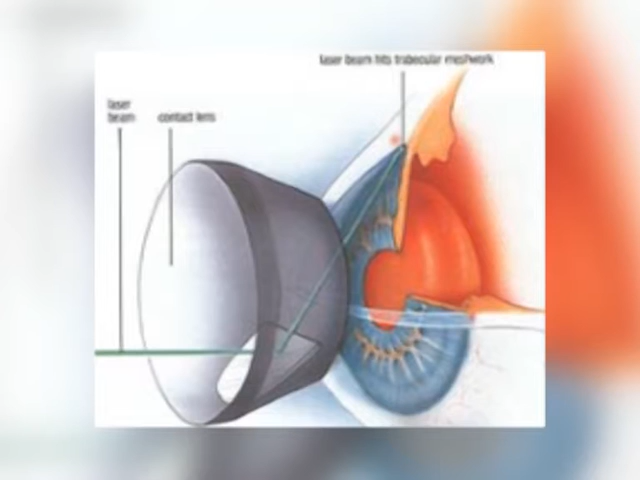 laser beam hits trabecular meshwork
laser
beam
contact lens